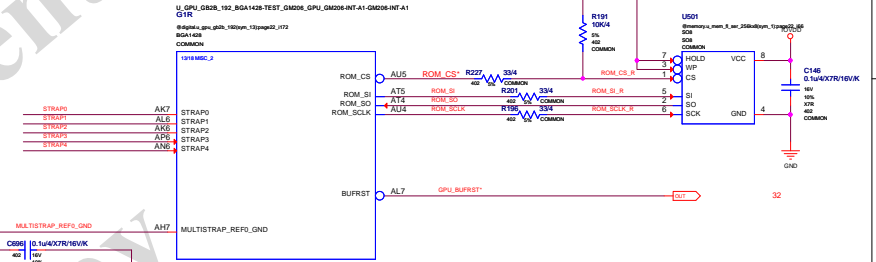 U_GPU_GB2B_192_BGA1428-TEST_GM206_GPU_GM206-INT-A1-GM206-INT-A1
G1R
@digital.u_gpu_gb2b_192(sym_13):page22_i172
BGA1428
COMMON
13/18 MISC_2
ROM_CS
ROM_SI
ROM_SO
ROM_SCLK
STRAP0
STRAP1
STRAP2
STRAP3
STRAP4
BUFRST
MULTISTRAP_REF0_GND
STRAP0
STRAP1
STRAP2
STRAP3
STRAP4
AK7
AL6
AK6
AP6
AN6
MULTISTRAP_REF0_GND
AH7
C696
0.1u/4/X7R/16V/K
402
16V
10%
AU5
AT5
AT4
AU4
AL7
ROM_CS*
ROM_SI
ROM_SO
ROM_SCLK
GPU_BUFRST*
R227
33/4
402
5%
COMMON
R201
33/4
402
5%
COMMON
R196
33/4
402
5%
COMMON
R191
10K/4
5%
402
COMMON
ROM_CS_R
ROM_SI_R
ROM_SCLK_R
OUT
32
U501
SO8
SO8
COMMON
7
3
1
5
2
6
HOLD
WP
CS
SI
SO
SCK
VCC
GND
8
4
C146
0.1u/4/X7R/16V/K
16V
10%
X7R
402
COMMON
GND